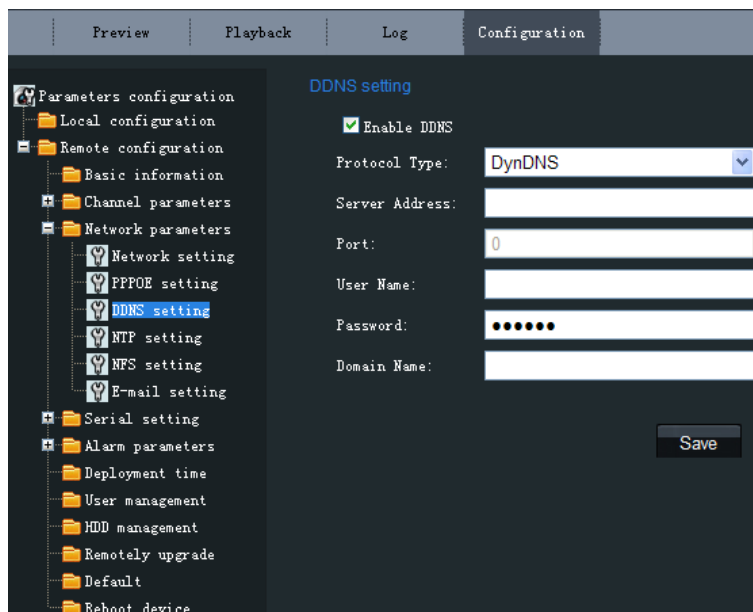 Preview Playback Log Configuration
Parameters configuration
Local configuration
Remote configuration
Basic information
Channel parameters
Network parameters
Network setting
PPPOE setting
DDNS setting
NTP setting
NFS setting
E-mail setting
Serial setting
Alarm parameters
Deployment time
User management
HDD management
Remotely upgrade
Default
Reboot device
DDNS setting
Enable DDNS
Protocol Type: DynDNS
Server Address:
Port: 0
User Name:
Password: ●●●●●●
Domain Name:
Save